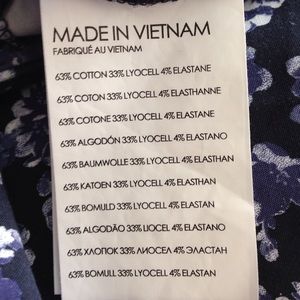 MADE IN VIETNAM
FABRIQUÉ AU VIETNAM
63% COTTON 33% LYOCELL 4% ELASTANE
63% COTON 33% LYOCELL 4% ELASTHANNE
63% COTONE 33% LYOCELL 4% ELASTANE
63% ALGODÓN 33% LYOCELL 4% ELASTANO
63% BAUMWOLLE 33% LYOCELL 4% ELASTHAN
63% KATOEN 33% LYOCELL 4% ELASTHAN
63% BOMULD 33% LYOCELL 4% ELASTAN
63% ALGODÃO 33% LIOCEL 4% ELASTANO
63% ХЛОПОК 33% ЛИОСЕЛ 4% ЭЛАСТАН
63% BOMULL 33% LYOCELL 4% ELASTAN